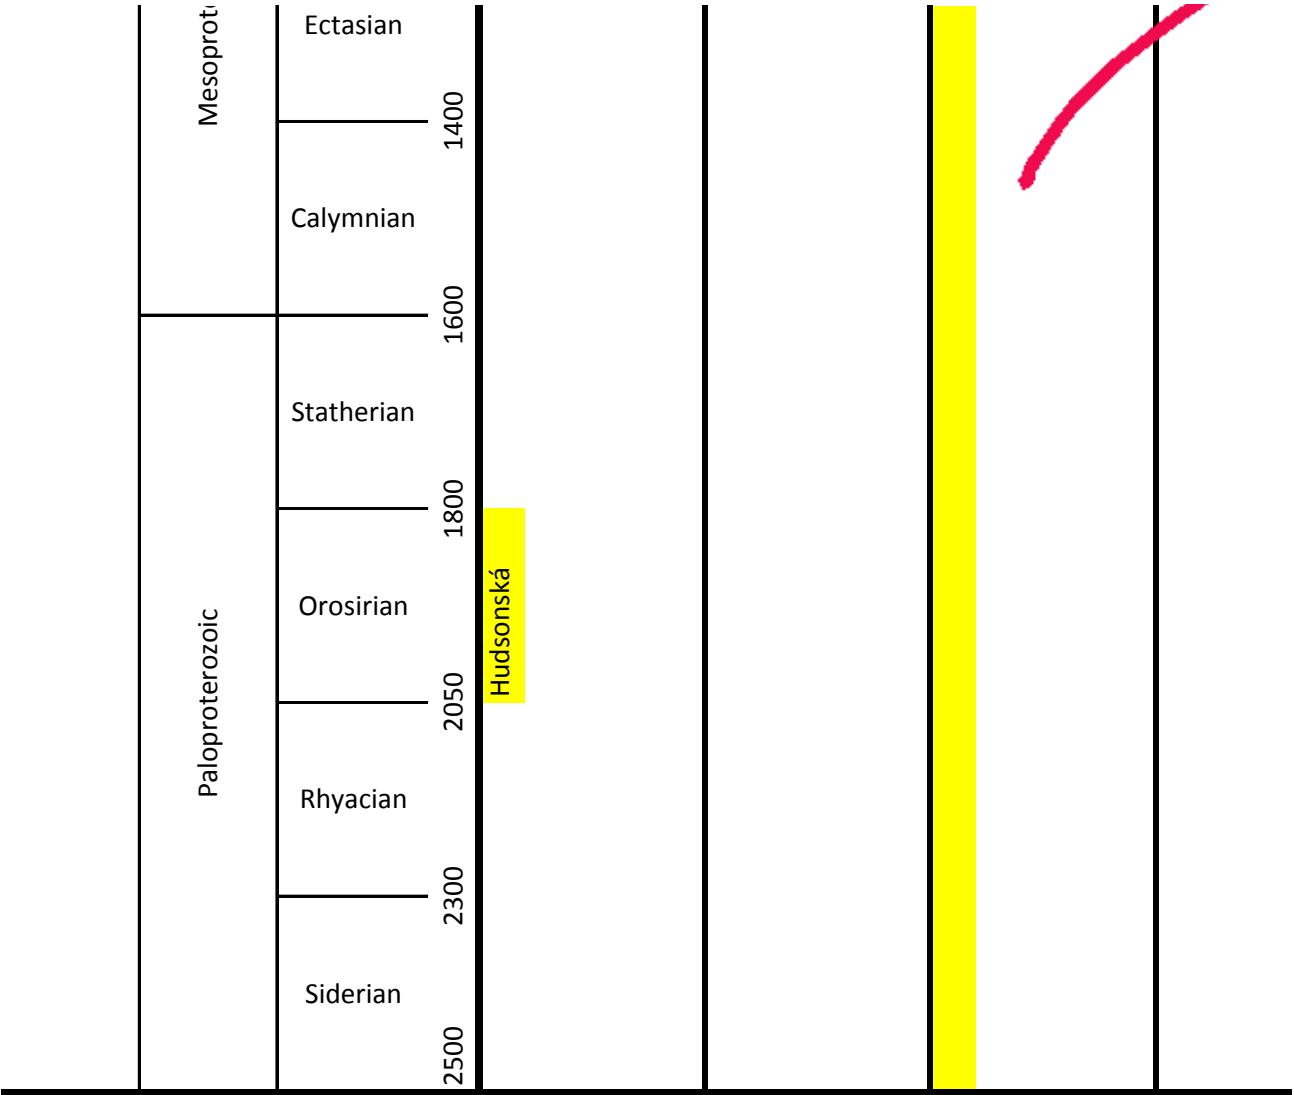 Mesoprot
Ectasian
1400
Calymnian
1600
Statherian
1800
Paloproterozoic
Orosirian
Hudsonská
2050
Rhyacian
2300
Siderian
2500